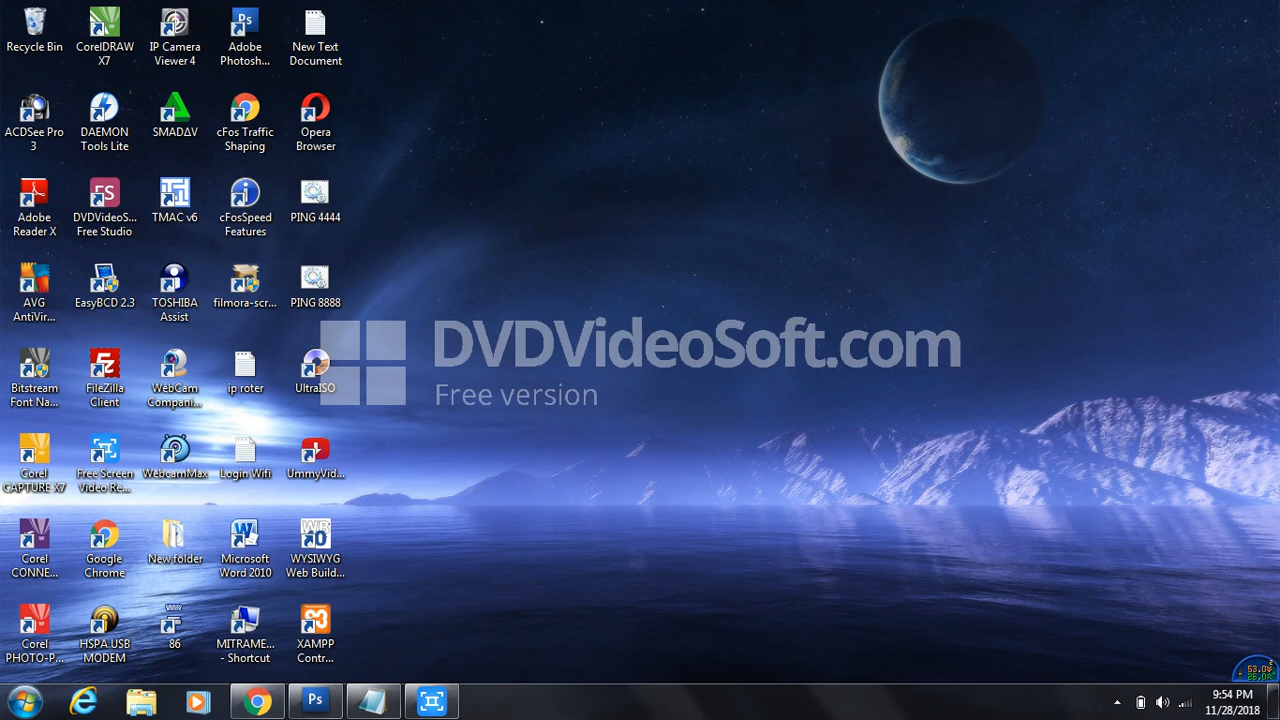 Recycle Bin
CorelDRAW X7
IP Camera Viewer 4
Adobe Photosh...
New Text Document
ACDSee Pro 3
DAEMON Tools Lite
SMADΔV
cFos Traffic Shaping
Opera Browser
Adobe Reader X
DVDVideoS... Free Studio
TMAC v6
cFosSpeed Features
PING 4444
AVG AntiVir...
EasyBCD 2.3
TOSHIBA Assist
filmora-scr...
PING 8888
DVDVideoSoft.com
Free version
Bitstream Font Na...
FileZilla Client
WebCam Compani...
ip roter
UltraISO
Corel CAPTURE X7
Free Screen Video Re...
WebcamMax
Login Wifi
UmmyVid...
Corel CONNE...
Google Chrome
New folder
Microsoft Word 2010
WYSIWYG Web Build...
Corel PHOTO-P...
HSPA USB MODEM
86
MITRAME... - Shortcut
XAMPP Contr...
9:54 PM
11/28/2018